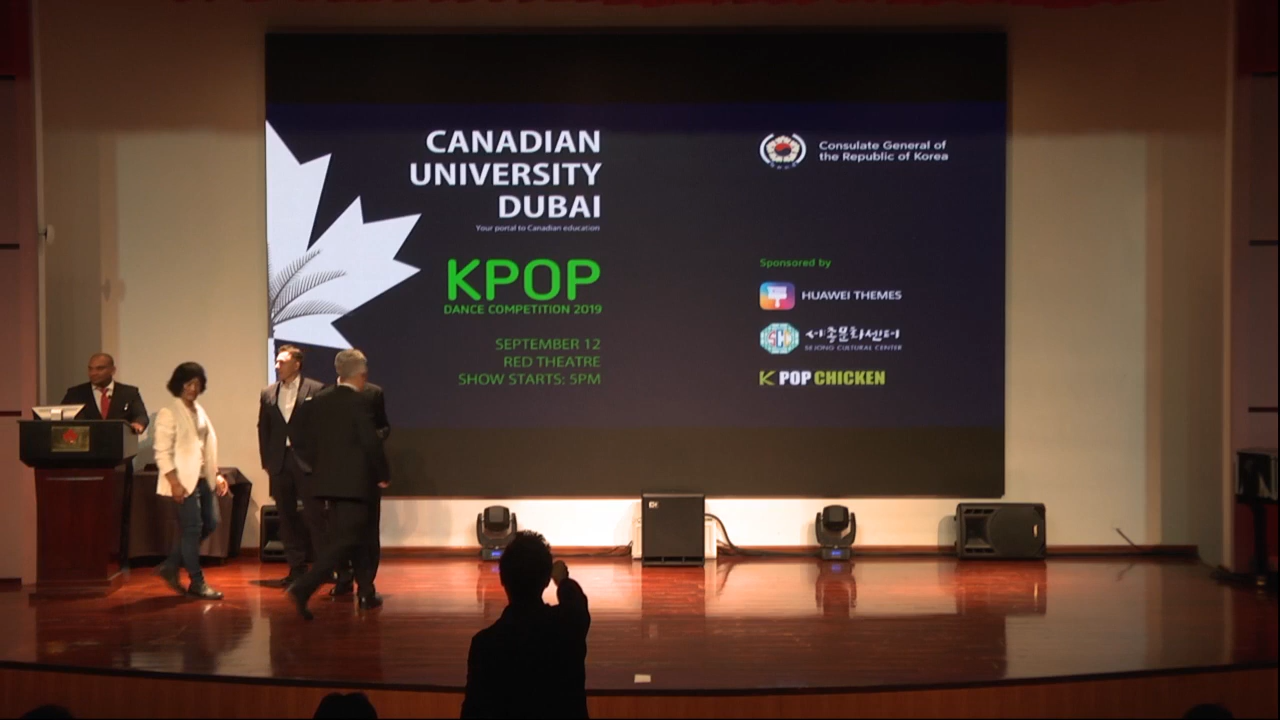 CANADIAN
UNIVERSITY
DUBAI
Your portal to Canadian education
KPOP
DANCE COMPETITION 2019
SEPTEMBER 12
RED THEATRE
SHOW STARTS: 5PM
Consulate General of
the Republic of Korea
Sponsored by
HUAWEI THEMES
SCC
세종문화센터
SEJONG CULTURAL CENTER
K POP CHICKEN